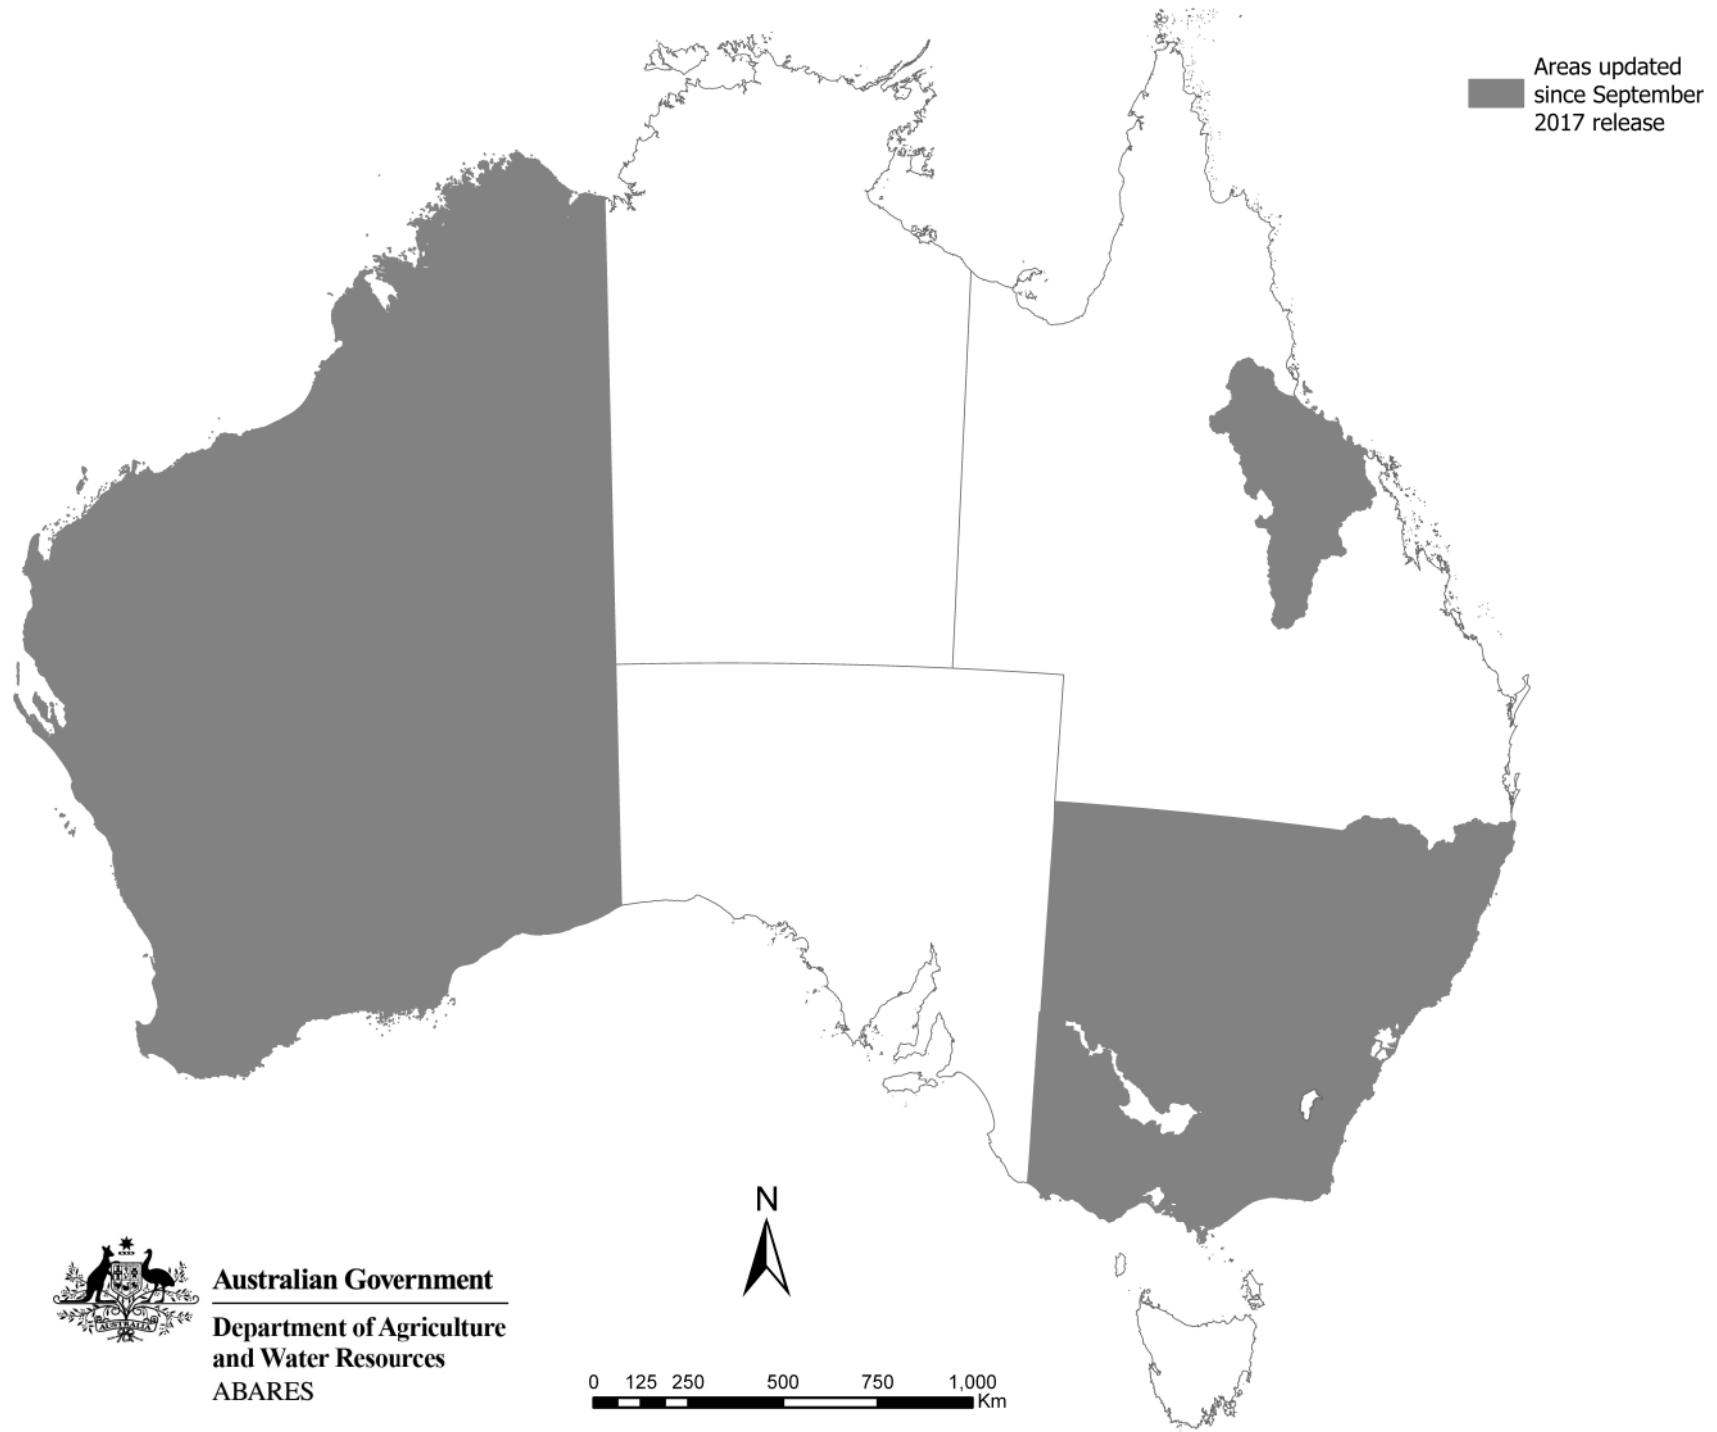 Areas updated
since September
2017 release
N
AUSTRALIA
Australian Government
Department of Agriculture
and Water Resources
ABARES
0 125 250 500 750 1,000
Km